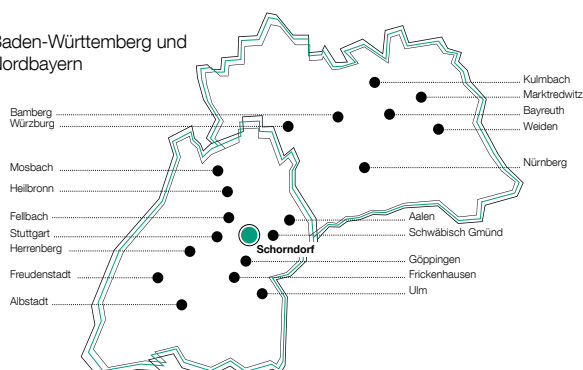 Baden-Württemberg und
Nordbayern
Kulmbach
Marktredwitz
Bayreuth
Weiden
Nürnberg
Bamberg
Würzburg
Mosbach
Heilbronn
Fellbach
Stuttgart
Herrenberg
Freudenstadt
Albstadt
Schorndorf
Aalen
Schwäbisch Gmünd
Göppingen
Frickenhausen
Ulm